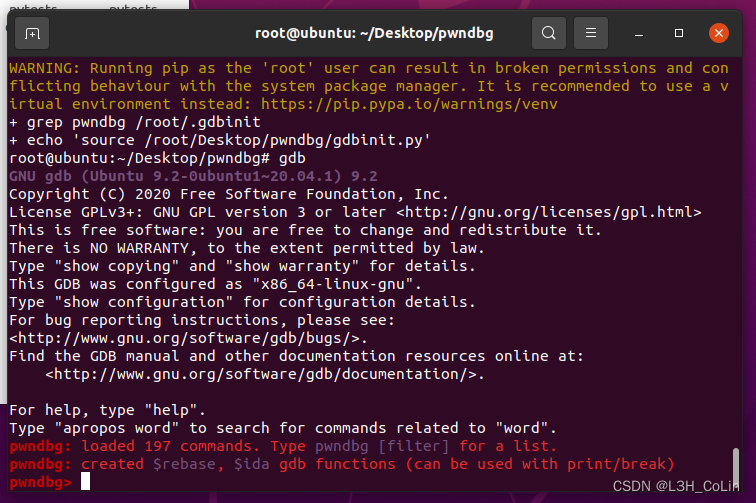 pytests pytests
root@ubuntu: ~/Desktop/pwndbg
WARNING: Running pip as the 'root' user can result in broken permissions and con
flicting behaviour with the system package manager. It is recommended to use a v
irtual environment instead: https://pip.pypa.io/warnings/venv
+ grep pwndbg /root/.gdbinit
+ echo 'source /root/Desktop/pwndbg/gdbinit.py'
root@ubuntu:~/Desktop/pwndbg# gdb
GNU gdb (Ubuntu 9.2-0ubuntu1~20.04.1) 9.2
Copyright (C) 2020 Free Software Foundation, Inc.
License GPLv3+: GNU GPL version 3 or later <http://gnu.org/licenses/gpl.html>
This is free software: you are free to change and redistribute it.
There is NO WARRANTY, to the extent permitted by law.
Type "show copying" and "show warranty" for details.
This GDB was configured as "x86_64-linux-gnu".
Type "show configuration" for configuration details.
For bug reporting instructions, please see:
<http://www.gnu.org/software/gdb/bugs/>.
Find the GDB manual and other documentation resources online at:
    <http://www.gnu.org/software/gdb/documentation/>.

For help, type "help".
Type "apropos word" to search for commands related to "word".
pwndbg: loaded 197 commands. Type pwndbg [filter] for a list.
pwndbg: created $rebase, $ida gdb functions (can be used with print/break)
pwndbg>
CSDN @L3H_CoLin